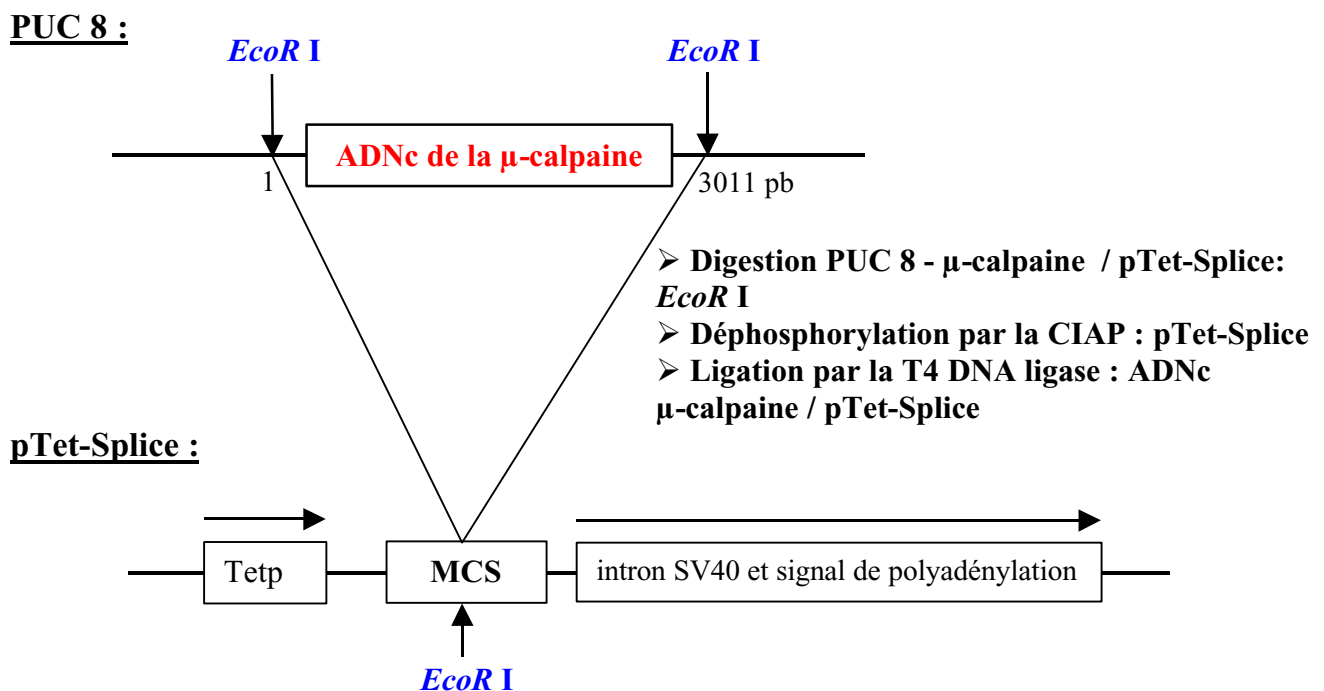 PUC 8 :
EcoR I
EcoR I
ADNc de la µ-calpaine
1
3011 pb
➢ Digestion PUC 8 - µ-calpaine / pTet-Splice:
EcoR I
➢ Déphosphorylation par la CIAP : pTet-Splice
➢ Ligation par la T4 DNA ligase : ADNc
µ-calpaine / pTet-Splice
pTet-Splice :
Tetp
MCS
intron SV40 et signal de polyadénylation
EcoR I